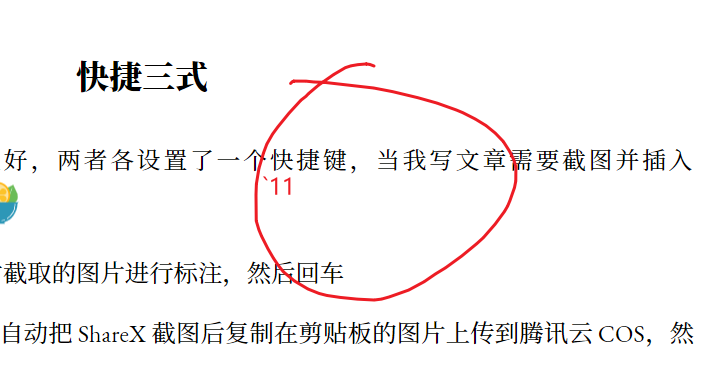 快捷三式
好，两者各设置了一个快捷键，当我写文章需要截图并插入
`11
截取的图片进行标注，然后回车
自动把 ShareX 截图后复制在剪贴板的图片上传到腾讯云 COS，然